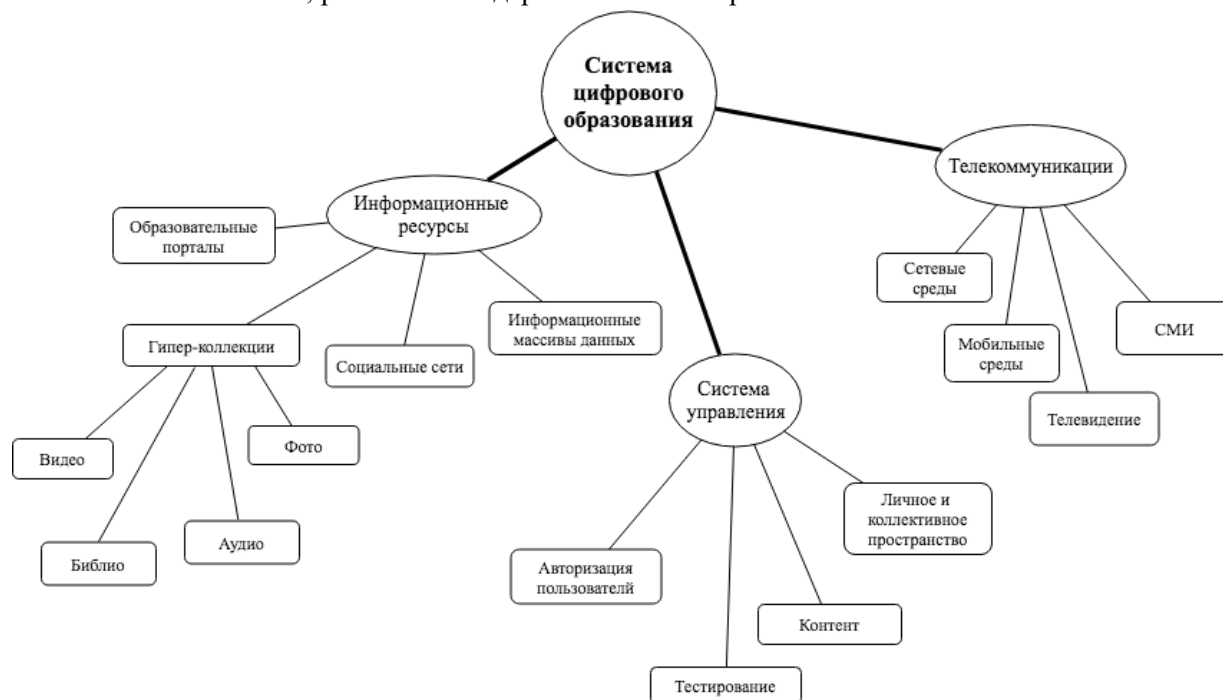 Система
цифрового
образования
Телекоммуникации
Информационные
ресурсы
Образовательные
порталы
Сетевые
среды
СМИ
Информационные
массивы данных
Гипер-коллекции
Мобильные
среды
Социальные сети
Система
управления
Телевидение
Фото
Видео
Личное и
коллективное
пространство
Аудио
Библио
Авторизация
пользователй
Контент
Тестирование